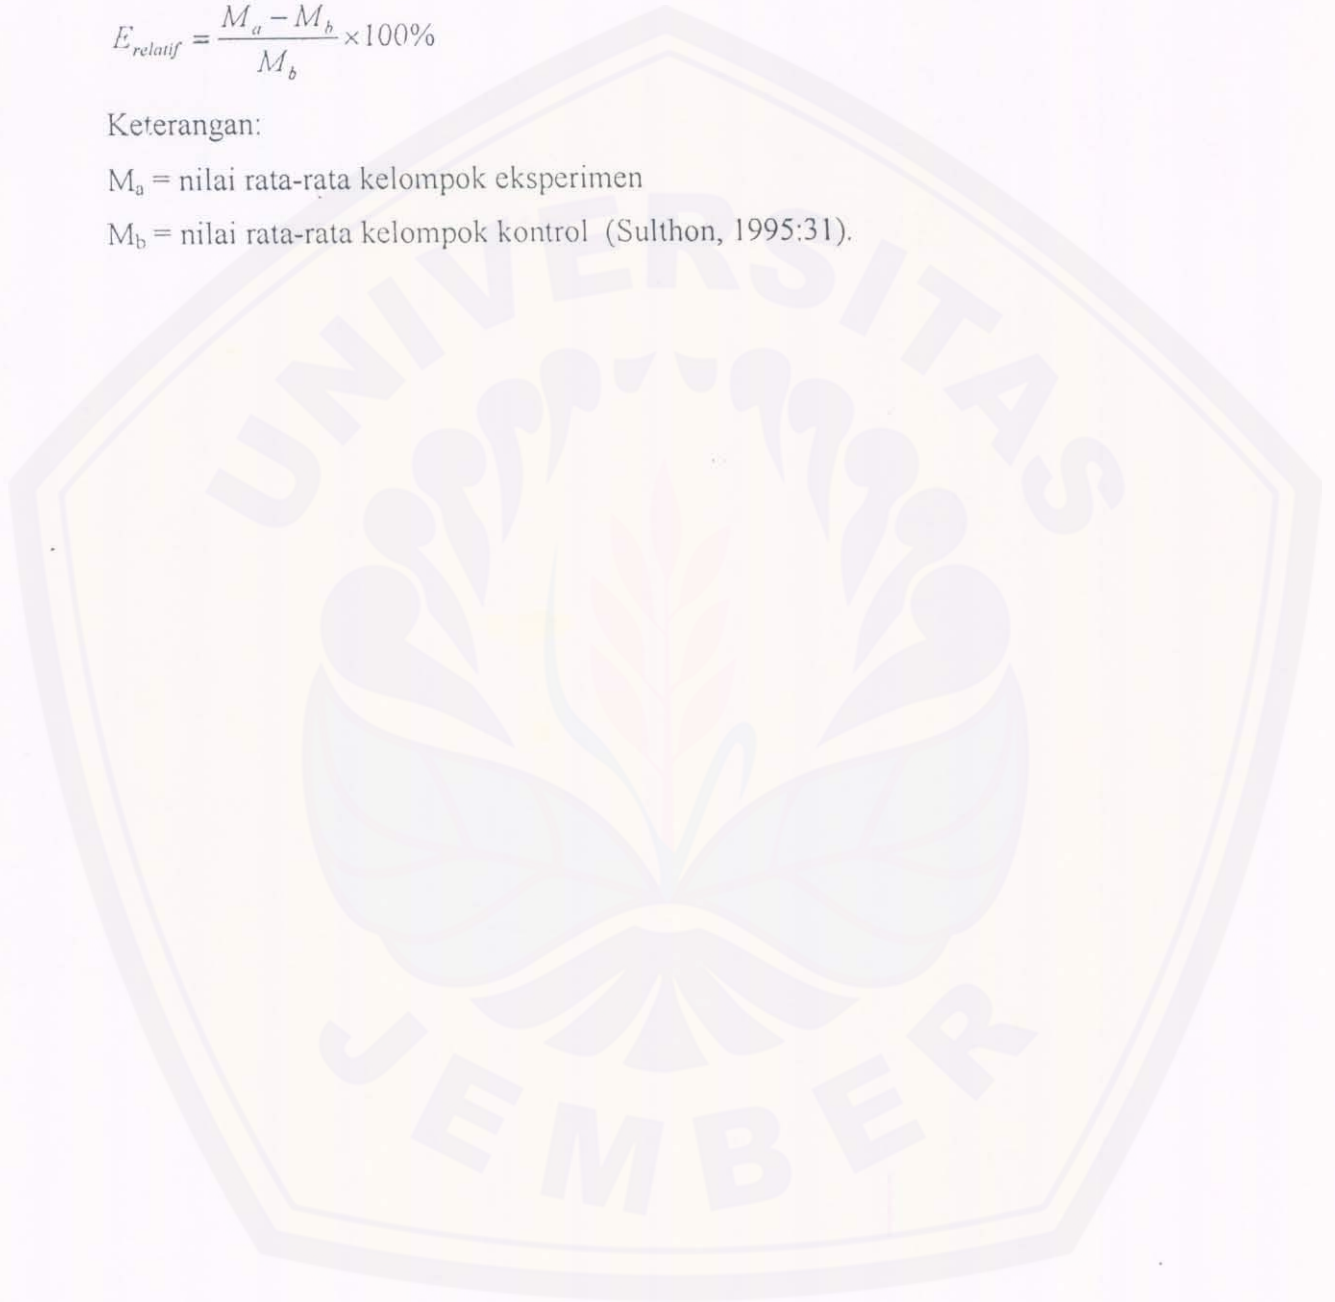 E_relatif = (M_a − M_b) / M_b × 100%
Keterangan:
M_a = nilai rata-rata kelompok eksperimen
M_b = nilai rata-rata kelompok kontrol (Sulthon, 1995:31).
UNIVERSITAS
JEMBER